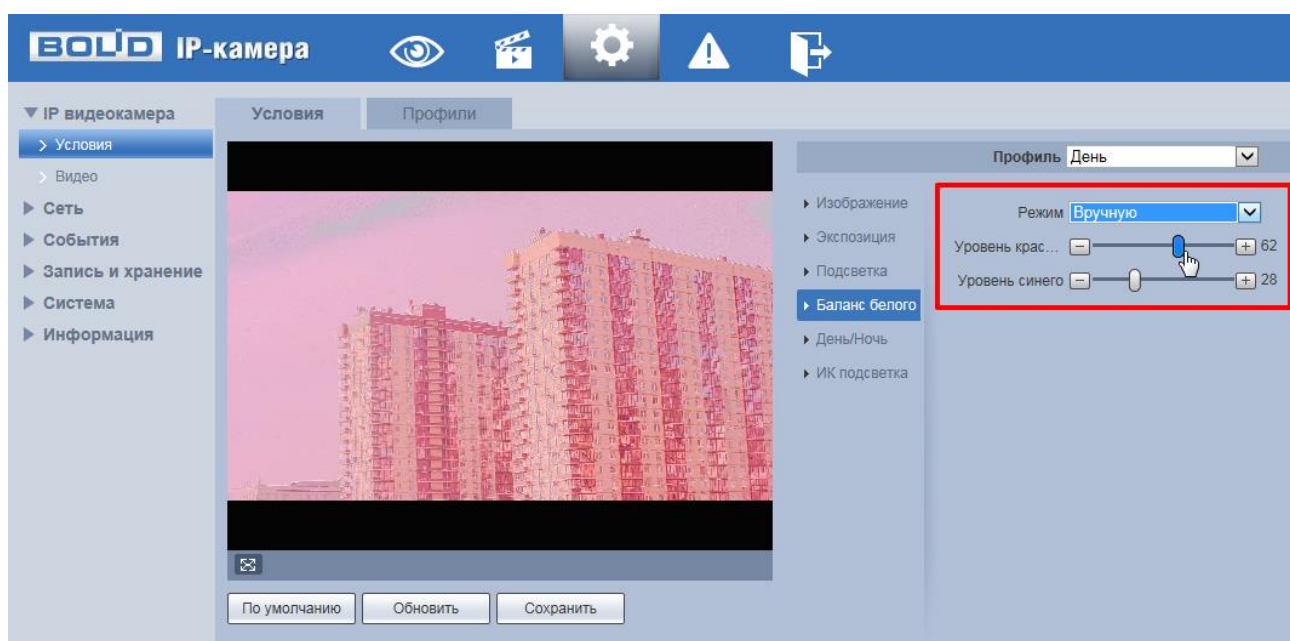 BOLID IP-камера
IP видеокамера
Условия
Видео
Сеть
События
Запись и хранение
Система
Информация
Условия
Профили
По умолчанию
Обновить
Сохранить
Изображение
Экспозиция
Подсветка
Баланс белого
День/Ночь
ИК подсветка
Профиль День
Режим Вручную
Уровень крас... 62
Уровень синего 28